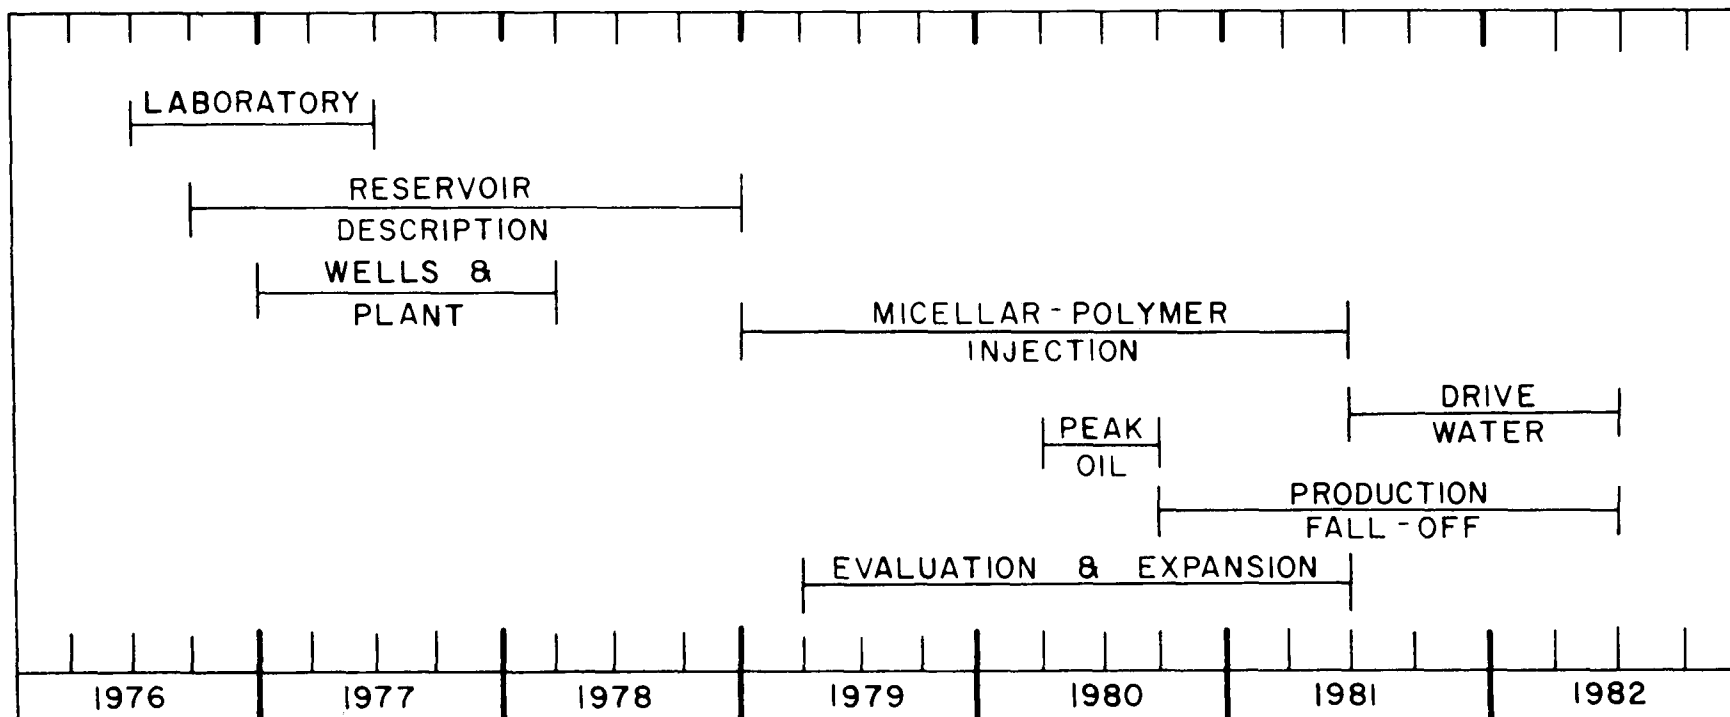 LABORATORY
RESERVOIR
DESCRIPTION
WELLS &
PLANT
MICELLAR-POLYMER
INJECTION
DRIVE
WATER
PEAK
OIL
PRODUCTION
FALL-OFF
EVALUATION & EXPANSION
1976 1977 1978 1979 1980 1981 1982